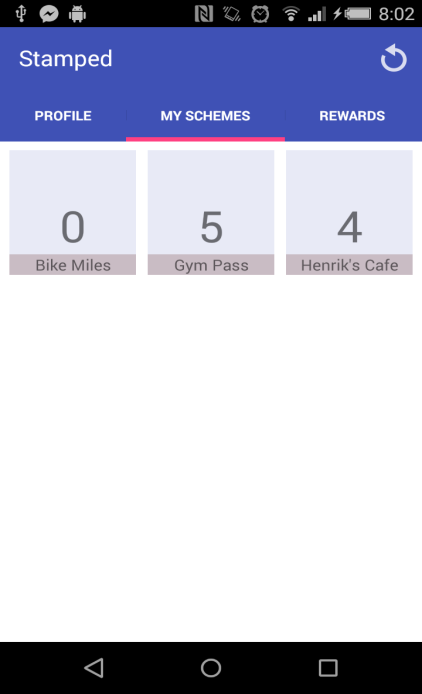 8:02
Stamped
PROFILE MY SCHEMES REWARDS
0 5 4
Bike Miles Gym Pass Henrik's Cafe